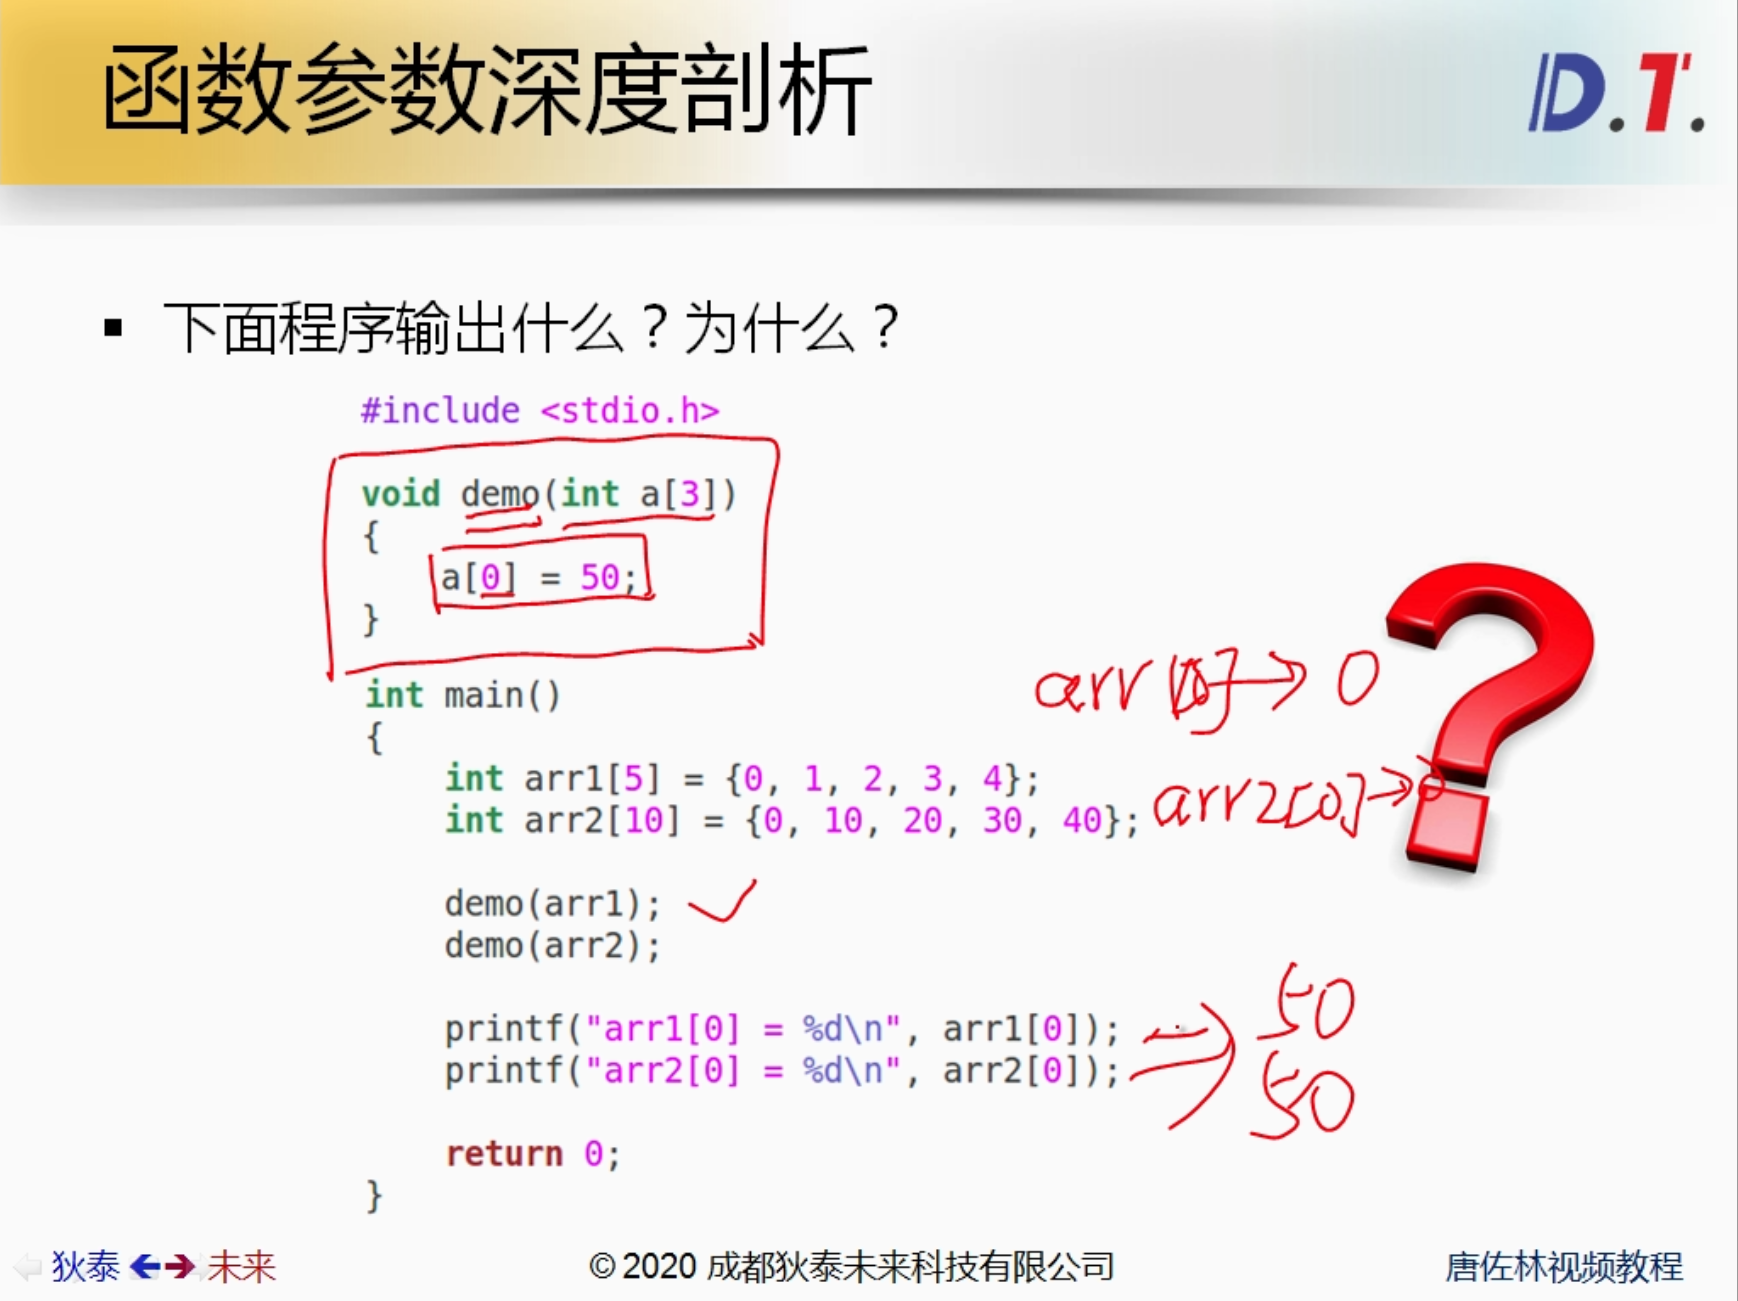 函数参数深度剖析
D.T.
▪ 下面程序输出什么？为什么？
#include <stdio.h>
void demo(int a[3])
{
a[0] = 50;
}
int main()
{
int arr1[5] = {0, 1, 2, 3, 4};
int arr2[10] = {0, 10, 20, 30, 40};
demo(arr1);
demo(arr2);
printf("arr1[0] = %d\n", arr1[0]);
printf("arr2[0] = %d\n", arr2[0]);
return 0;
}
→ 0
arr2[0] → 0
50
50
狄泰 ←→ 未来
© 2020 成都狄泰未来科技有限公司
唐佐林视频教程